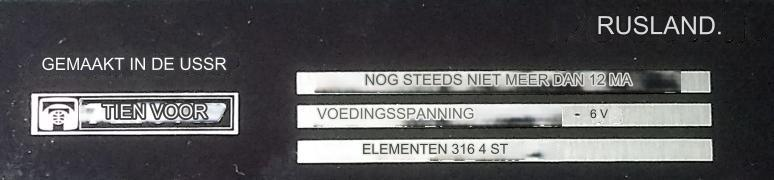 RUSLAND.
GEMAAKT IN DE USSR
NOG STEEDS NIET MEER DAN 12 MA
TIEN VOOR
VOEDINGSSPANNING - 6 V
ELEMENTEN 316 4 ST